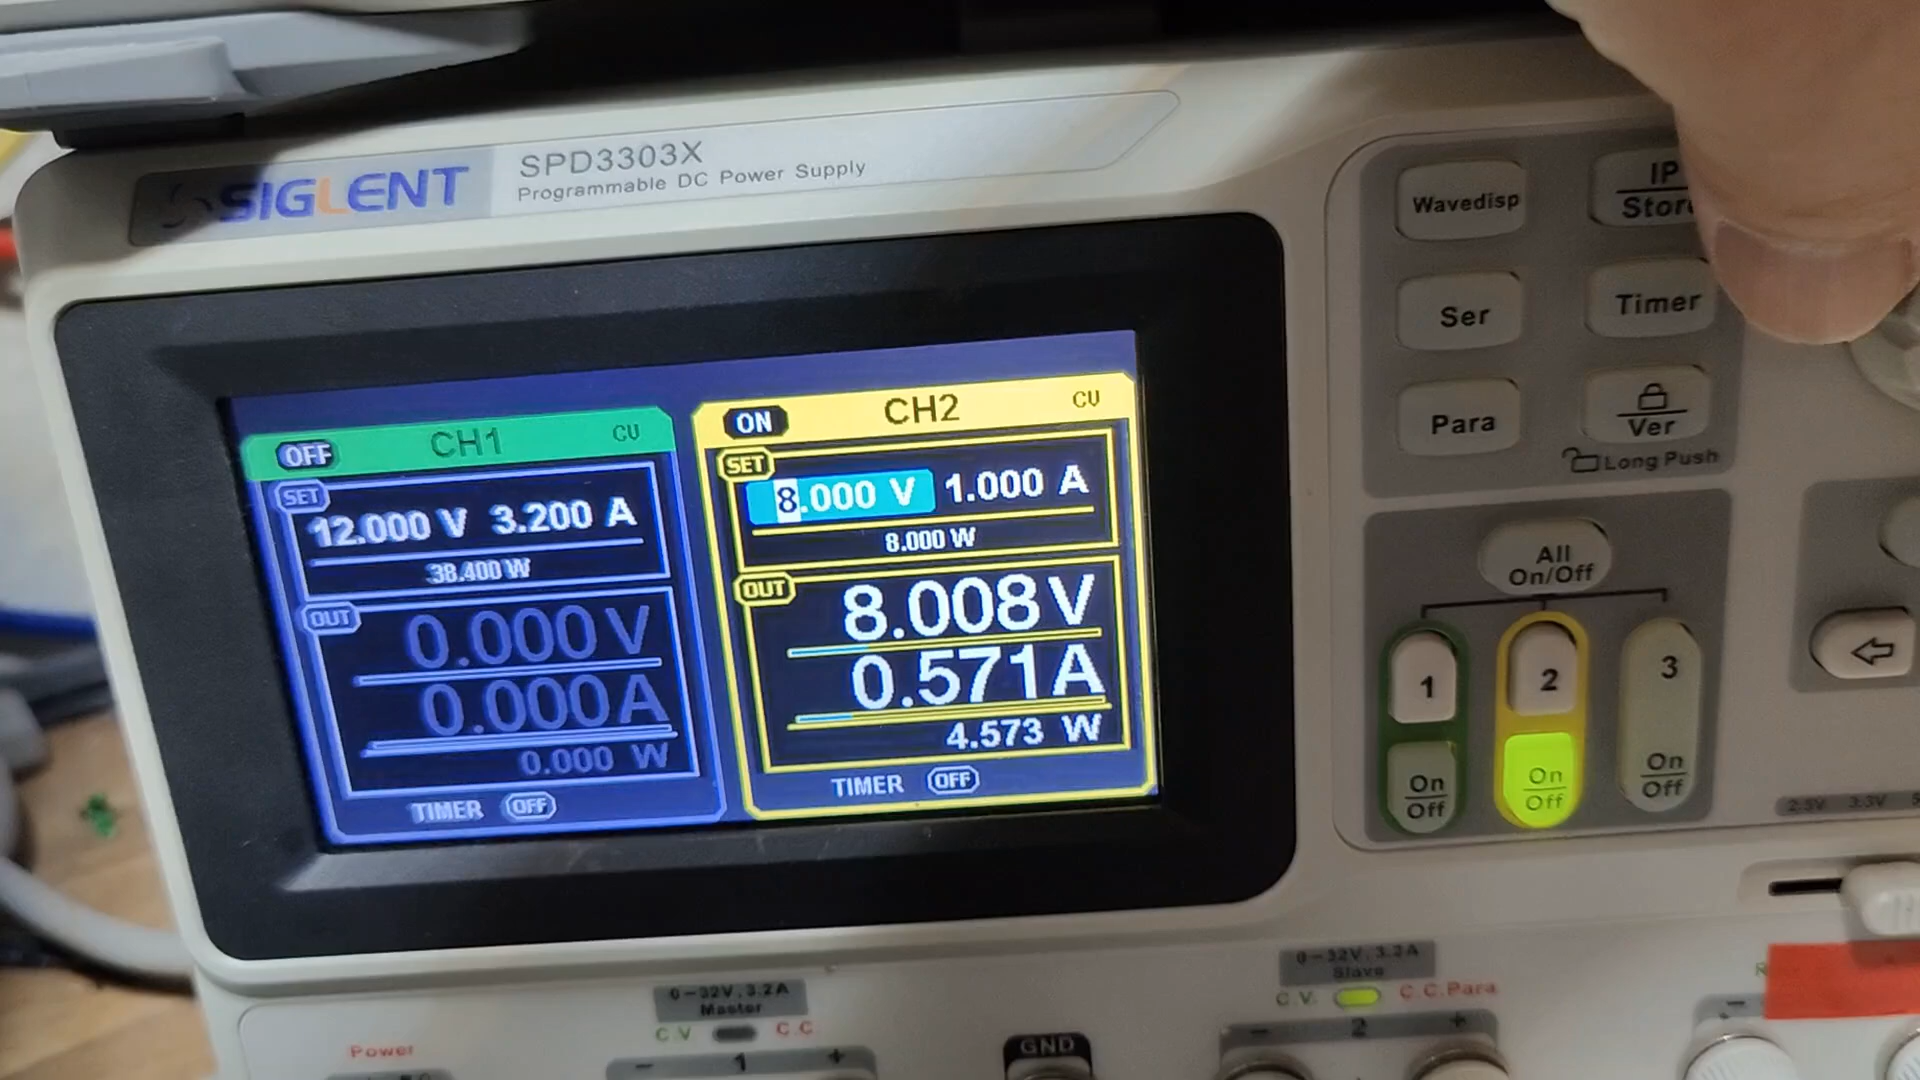 SIGLENT
SPD3303X
Programmable DC Power Supply
OFF CH1 CV
SET
12.000 V 3.200 A
38.400 W
OUT
0.000 V
0.000 A
0.000 W
TIMER OFF
ON CH2 CV
SET
8.000 V 1.000 A
8.000 W
OUT
8.008 V
0.571 A
4.573 W
TIMER OFF
Wavedisp
IP
Store
Ser
Timer
Para
Ver
Long Push
All
On/Off
1
2
3
On
Off
On
Off
On
Off
2.5V 3.3V
0-32V, 3.2A
Master
C.V. C.C.
- 1 +
Power
GND
0-32V, 3.2A
Slave
C.V. C.C.Para
- 2 +